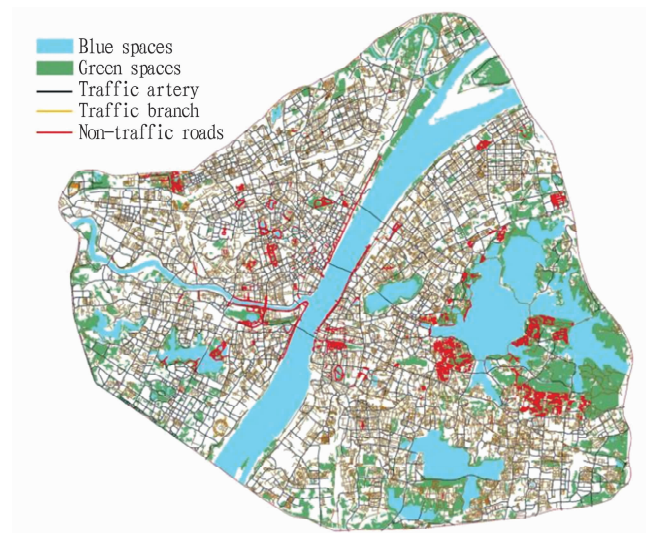 Blue spaces
Green spaces
Traffic artery
Traffic branch
Non-traffic roads